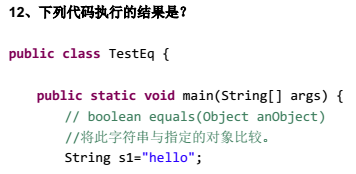 12、下列代码执行的结果是?
public class TestEq {
public static void main(String[] args) {
// boolean equals(Object anObject)
//将此字符串与指定的对象比较。
String s1="hello";